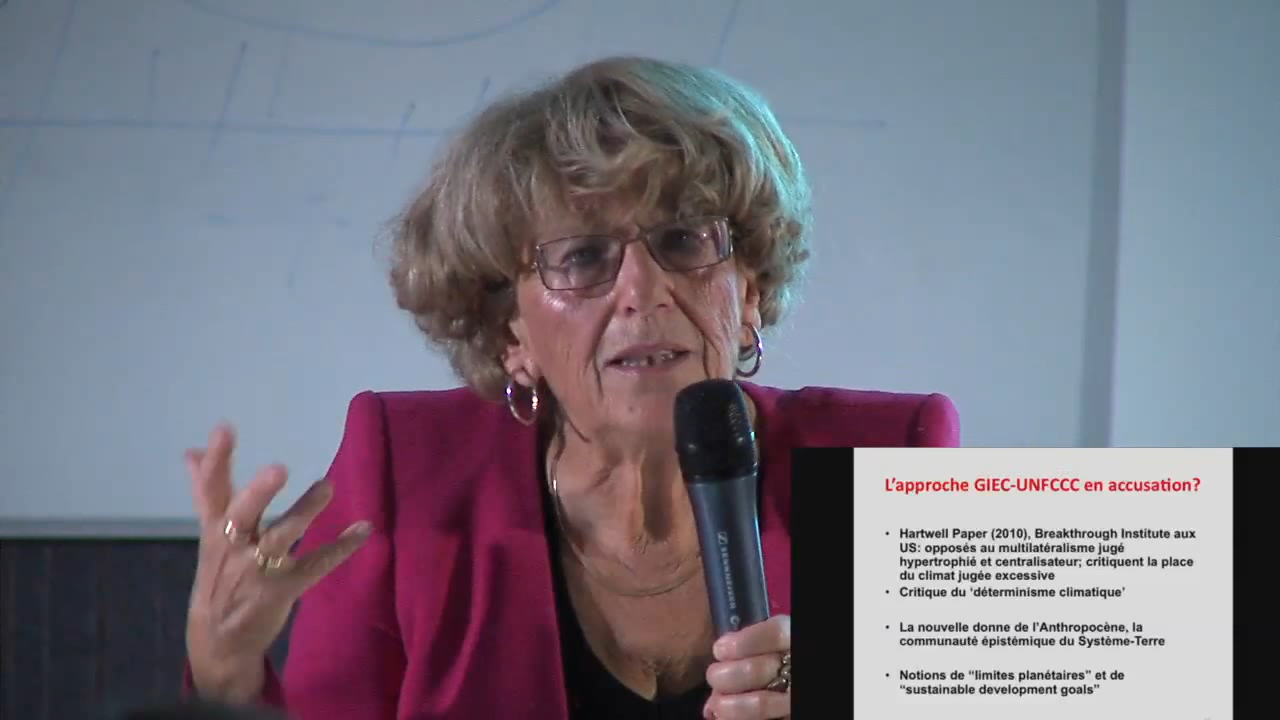 L’approche GIEC-UNFCCC en accusation?
• Hartwell Paper (2010), Breakthrough Institute aux
US: opposés au multilatéralisme jugé
hypertrophié et centralisateur; critiquent la place
du climat jugée excessive
• Critique du ‘déterminisme climatique’
• La nouvelle donne de l’Anthropocène, la
communauté épistémique du Système-Terre
• Notions de “limites planétaires” et de
“sustainable development goals”
SENNHEISER